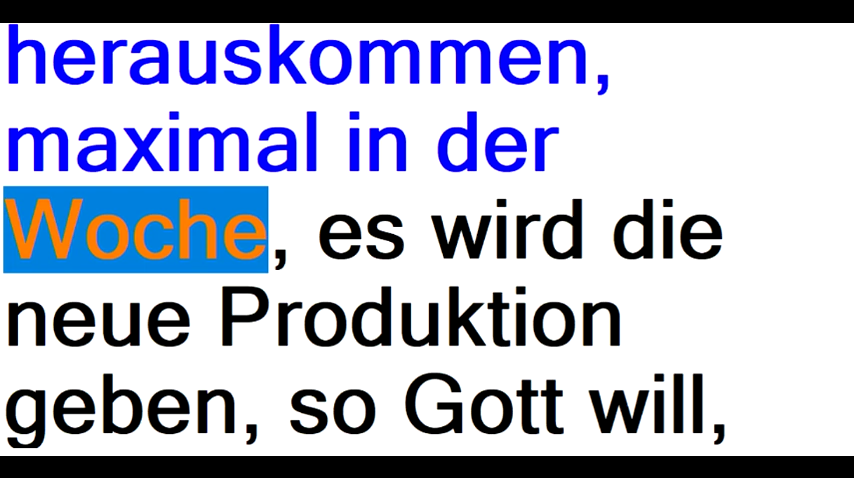 herauskommen,
maximal in der
Woche, es wird die
neue Produktion
geben, so Gott will,